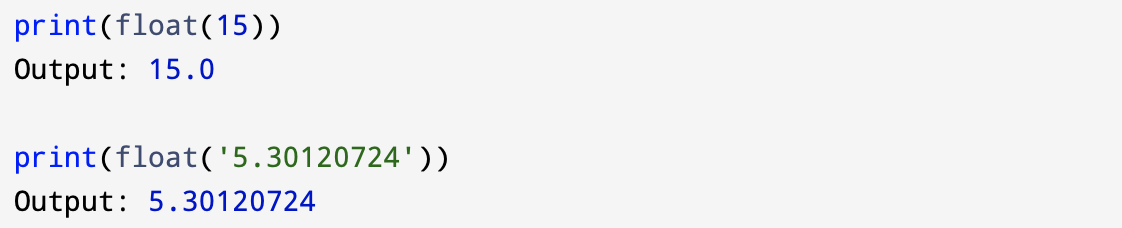 print(float(15))
Output: 15.0
print(float('5.30120724'))
Output: 5.30120724